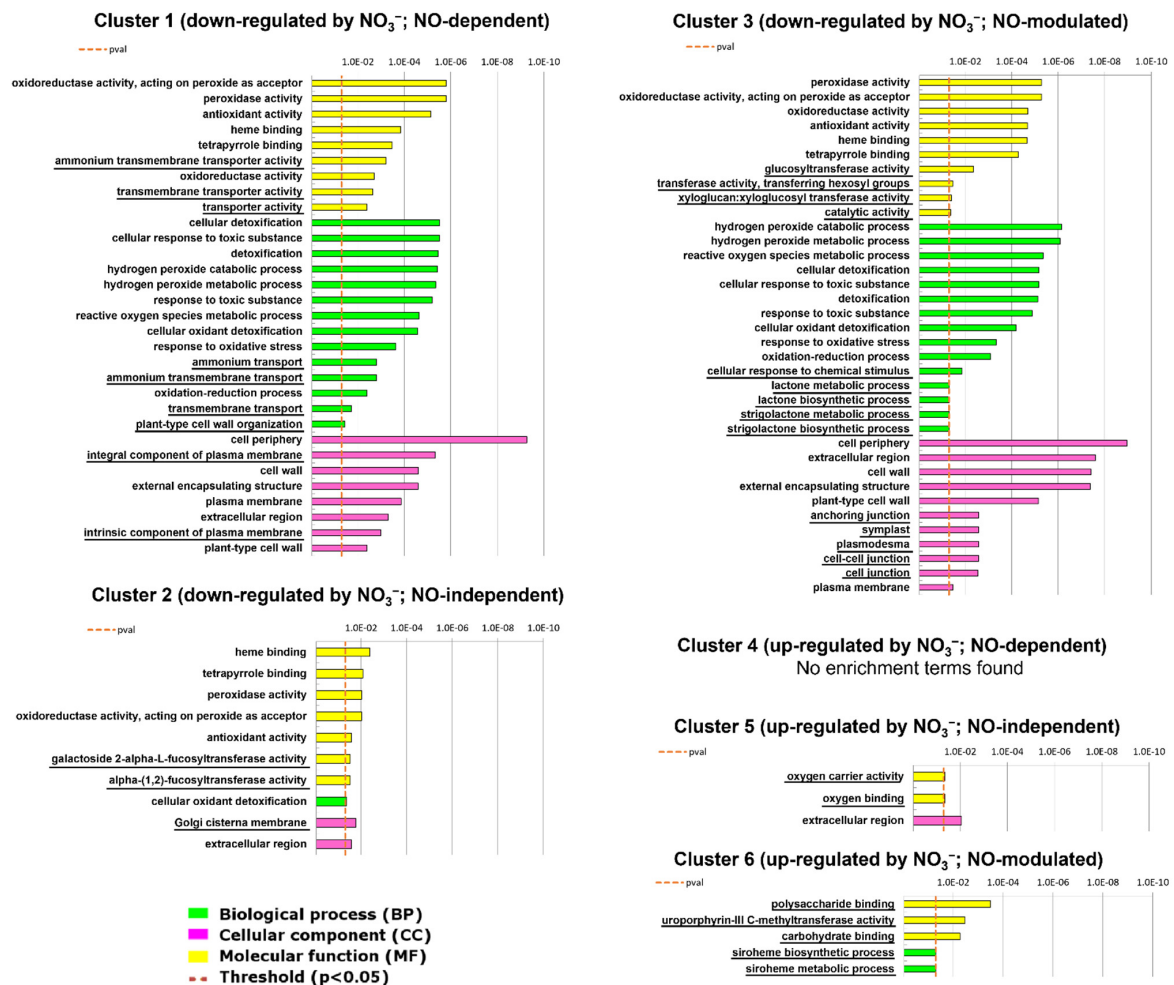 Cluster 1 (down-regulated by NO₃⁻; NO-dependent)
pval
1.0E-02 1.0E-04 1.0E-06 1.0E-08 1.0E-10
oxidoreductase activity, acting on peroxide as acceptor
peroxidase activity
antioxidant activity
heme binding
tetrapyrrole binding
ammonium transmembrane transporter activity
oxidoreductase activity
transmembrane transporter activity
transporter activity
cellular detoxification
cellular response to toxic substance
detoxification
hydrogen peroxide catabolic process
hydrogen peroxide metabolic process
response to toxic substance
reactive oxygen species metabolic process
cellular oxidant detoxification
response to oxidative stress
ammonium transport
ammonium transmembrane transport
oxidation-reduction process
transmembrane transport
plant-type cell wall organization
cell periphery
integral component of plasma membrane
cell wall
external encapsulating structure
plasma membrane
extracellular region
intrinsic component of plasma membrane
plant-type cell wall
Cluster 2 (down-regulated by NO₃⁻; NO-independent)
pval
1.0E-02 1.0E-04 1.0E-06 1.0E-08 1.0E-10
heme binding
tetrapyrrole binding
peroxidase activity
oxidoreductase activity, acting on peroxide as acceptor
antioxidant activity
galactoside 2-alpha-L-fucosyltransferase activity
alpha-(1,2)-fucosyltransferase activity
cellular oxidant detoxification
Golgi cisterna membrane
extracellular region
Biological process (BP)
Cellular component (CC)
Molecular function (MF)
Threshold (p<0.05)
Cluster 3 (down-regulated by NO₃⁻; NO-modulated)
pval
1.0E-02 1.0E-04 1.0E-06 1.0E-08 1.0E-10
peroxidase activity
oxidoreductase activity, acting on peroxide as acceptor
oxidoreductase activity
antioxidant activity
heme binding
tetrapyrrole binding
glucosyltransferase activity
transferase activity, transferring hexosyl groups
xyloglucan:xyloglucosyl transferase activity
catalytic activity
hydrogen peroxide catabolic process
hydrogen peroxide metabolic process
reactive oxygen species metabolic process
cellular detoxification
cellular response to toxic substance
detoxification
response to toxic substance
cellular oxidant detoxification
response to oxidative stress
oxidation-reduction process
cellular response to chemical stimulus
lactone metabolic process
lactone biosynthetic process
strigolactone metabolic process
strigolactone biosynthetic process
cell periphery
extracellular region
cell wall
external encapsulating structure
plant-type cell wall
anchoring junction
symplast
plasmodesma
cell-cell junction
cell junction
plasma membrane
Cluster 4 (up-regulated by NO₃⁻; NO-dependent)
No enrichment terms found
Cluster 5 (up-regulated by NO₃⁻; NO-independent)
pval
1.0E-02 1.0E-04 1.0E-06 1.0E-08 1.0E-10
oxygen carrier activity
oxygen binding
extracellular region
Cluster 6 (up-regulated by NO₃⁻; NO-modulated)
pval
1.0E-02 1.0E-04 1.0E-06 1.0E-08 1.0E-10
polysaccharide binding
uroporphyrin-III C-methyltransferase activity
carbohydrate binding
siroheme biosynthetic process
siroheme metabolic process